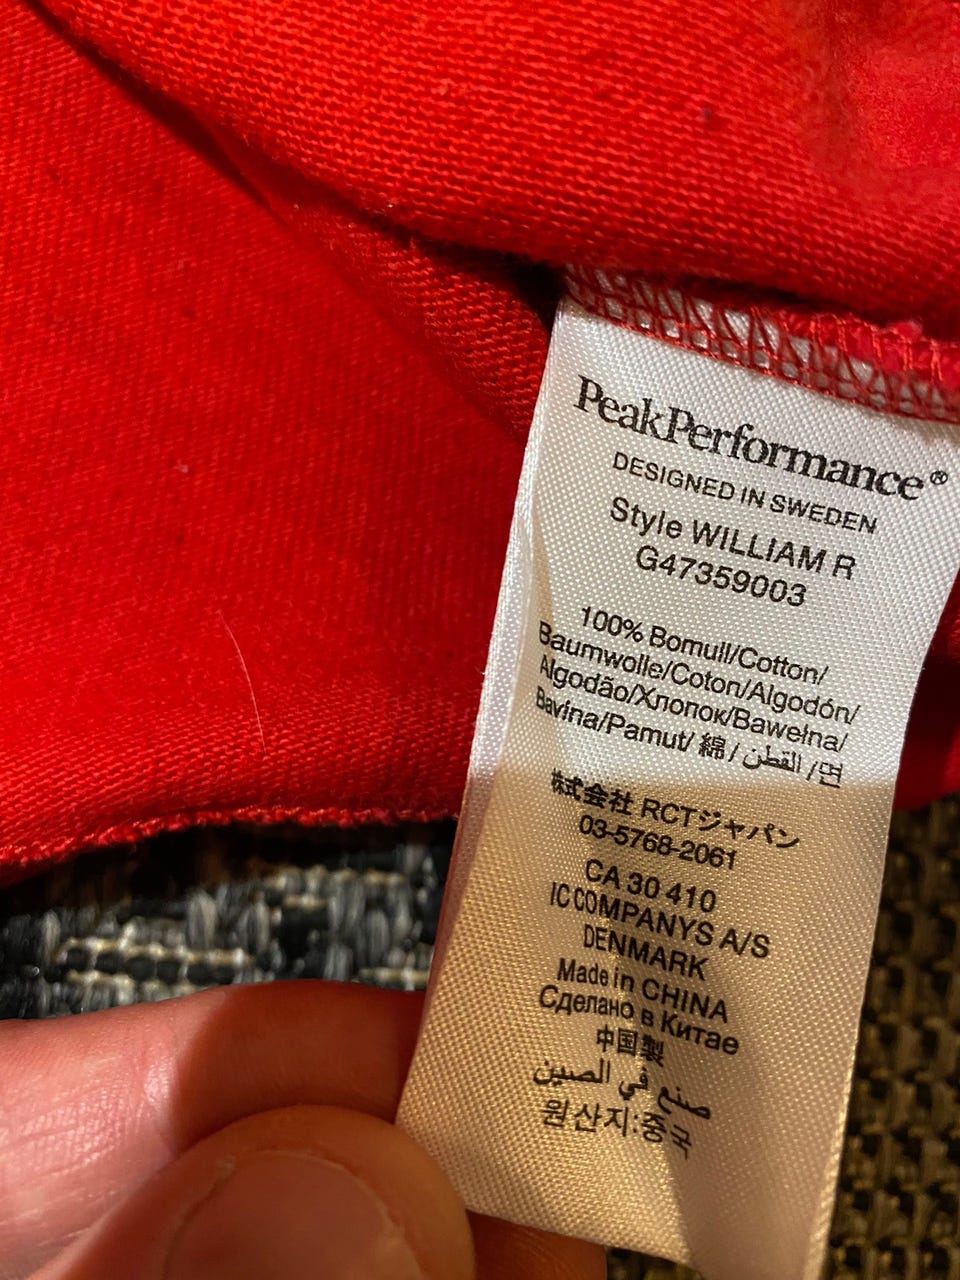 PeakPerformance®
DESIGNED IN SWEDEN
Style WILLIAM R
G47359003
100% Bomull/Cotton/
Baumwolle/Coton/Algodón/
Algodão/Хлопок/Bawełna/
Bavlna/Pamut/ 綿 / القطن /면
株式会社 RCTジャパン
03-5768-2061
CA 30 410
IC COMPANYS A/S
DENMARK
Made in CHINA
Сделано в Китае
中国製
صنع في الصين
원산지:중국